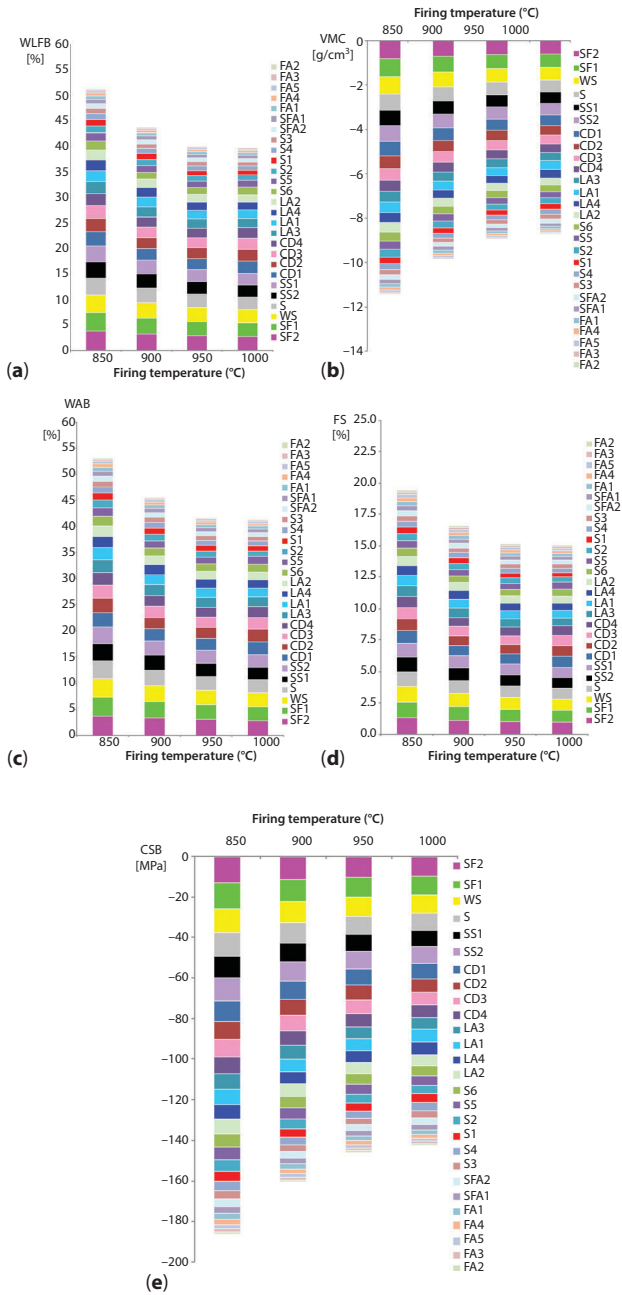 WLFB
[%]
60
55
50
45
40
35
30
25
20
15
10
5
0
850
900
950
1000
Firing temperature (°C)
(a)
FA2
FA3
FA5
FA4
FA1
SFA1
SFA2
S3
S4
S1
S2
S5
S6
LA2
LA4
LA1
LA3
CD4
CD3
CD2
CD1
SS1
SS2
S
WS
SF1
SF2
Firing tmperature (°C)
VMC
[g/cm³]
850
900
950
1000
0
−2
−4
−6
−8
−10
−12
−14
(b)
SF2
SF1
WS
S
SS1
SS2
CD1
CD2
CD3
CD4
LA3
LA1
LA4
LA2
S6
SS
S2
S1
S4
S3
SFA2
SFA1
FA1
FA4
FA5
FA3
FA2
WAB
[%]
60
55
50
45
40
35
30
25
20
15
10
5
0
850
900
950
1000
Firing temperature (°C)
(c)
FA2
FA3
FA5
FA4
FA1
SFA1
SFA2
S3
S4
S1
S2
S5
S6
LA2
LA4
LA1
LA3
CD4
CD3
CD2
CD1
SS2
SS1
S
WS
SF1
SF2
FS
[%]
25.0
22.5
20.0
17.5
15.0
12.5
10.0
7.5
5.0
2.5
0.0
850
900
950
1000
Firing temperature (°C)
(d)
FA2
FA3
FA5
FA4
FA1
SFA1
SFA2
S3
S4
S1
S2
S5
S6
LA2
LA4
LA1
LA3
CD4
CD3
CD2
CD1
SS1
SS2
S
WS
SF1
SF2
Firing temperature (°C)
CSB
[MPa]
850
900
950
1000
0
−20
−40
−60
−80
−100
−120
−140
−160
−180
−200
(e)
SF2
SF1
WS
S
SS1
SS2
CD1
CD2
CD3
CD4
LA3
LA1
LA4
LA2
S6
S5
S2
S1
S4
S3
SFA2
SFA1
FA1
FA4
FA5
FA3
FA2